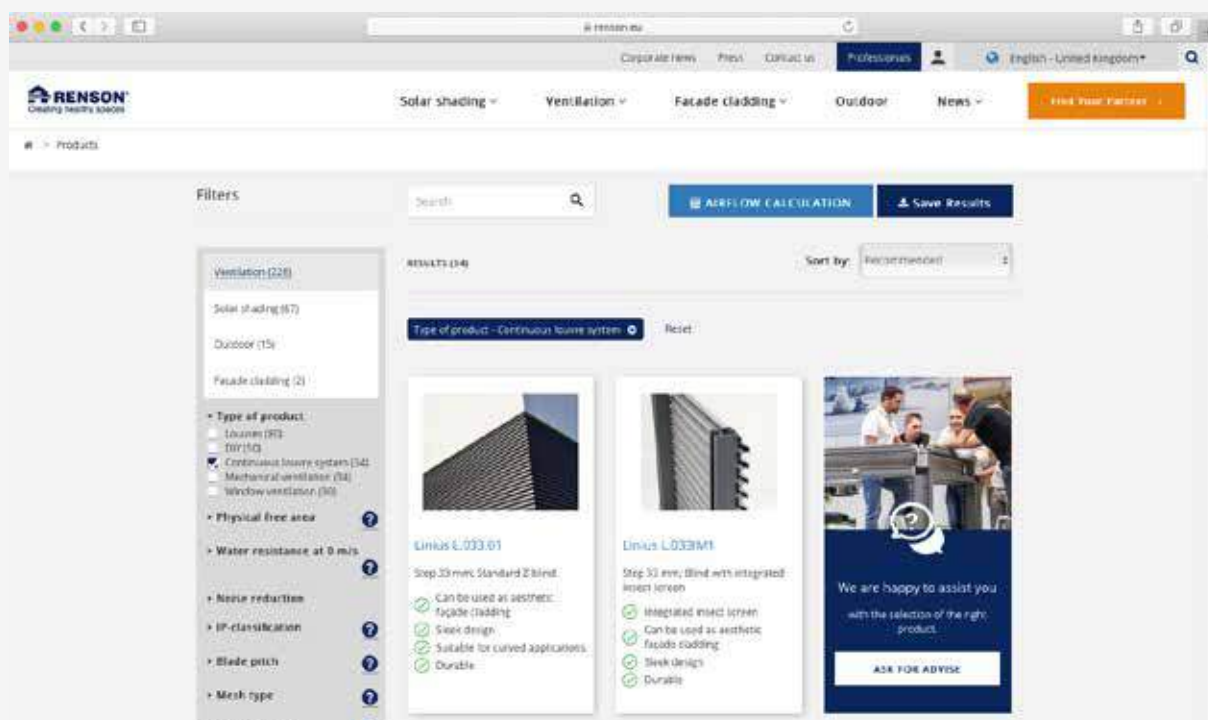 renson.eu
Corporate news Press Contact us Professionals English - United Kingdom
RENSON
Creating healthy spaces
Solar shading Ventilation Facade cladding Outdoor News Find Your Partner
> Products
Filters
Search
AIRFLOW CALCULATION
Save Results
Ventilation (228)
Solar shading (67)
Outdoor (15)
Facade cladding (2)
RESULTS (34)
Sort by: Recommended
Type of product - Continuous louvre system
Reset
Type of product
Louvres
DIY
Continuous louvre system (34)
Mechanical ventilation
Window ventilation
Physical free area ?
Water resistance at 0 m/s ?
Noise reduction
IP-classification ?
Blade pitch ?
Mesh type ?
Linius L.033.01
Step 33 mm, Standard Z blind
Can be used as aesthetic
façade cladding
Sleek design
Suitable for curved applications
Durable
Linius L.033IM1
Step 33 mm, Blind with integrated
insect screen
Integrated insect screen
Can be used as aesthetic
facade cladding
Sleek design
Durable
?
We are happy to assist you
with the selection of the right
product.
ASK FOR ADVISE